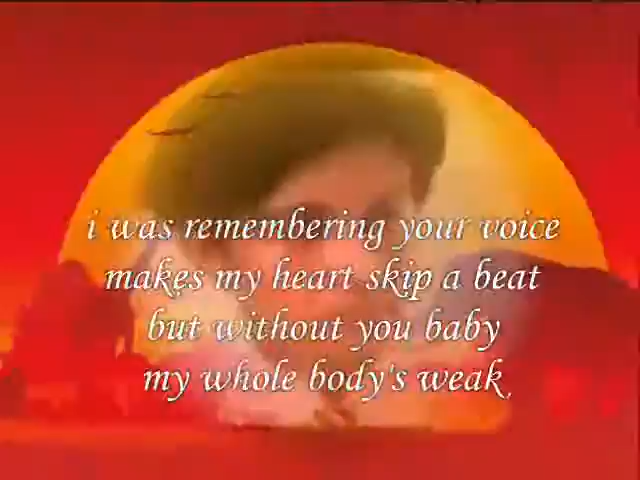 i was remembering your voice
makes my heart skip a beat
but without you baby
my whole body's weak